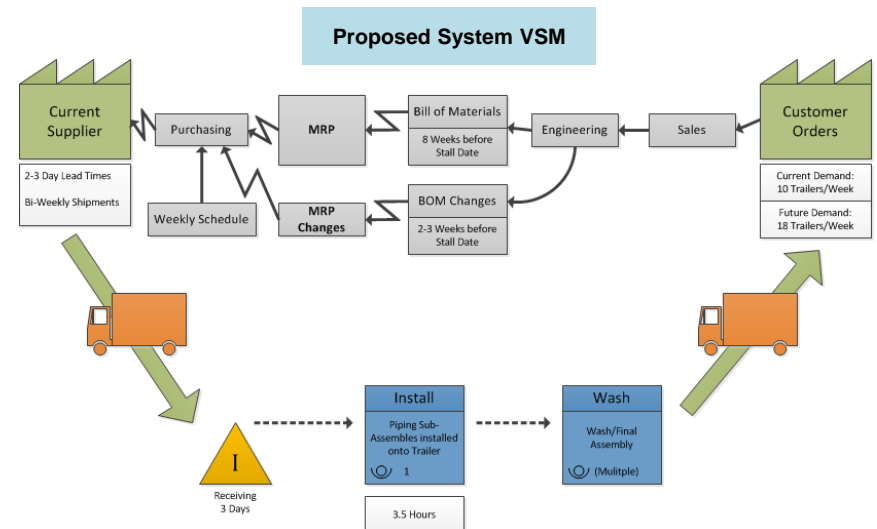 Proposed System VSM
Current
Supplier
2-3 Day Lead Times
Bi-Weekly Shipments
Purchasing
Weekly Schedule
MRP
MRP
Changes
Bill of Materials
8 Weeks before
Stall Date
BOM Changes
2-3 Weeks before
Stall Date
Engineering
Sales
Customer
Orders
Current Demand:
10 Trailers/Week
Future Demand:
18 Trailers/Week
I
Receiving
3 Days
Install
Piping Sub-
Assembles installed
onto Trailer
1
3.5 Hours
Wash
Wash/Final
Assembly
(Mulitple)